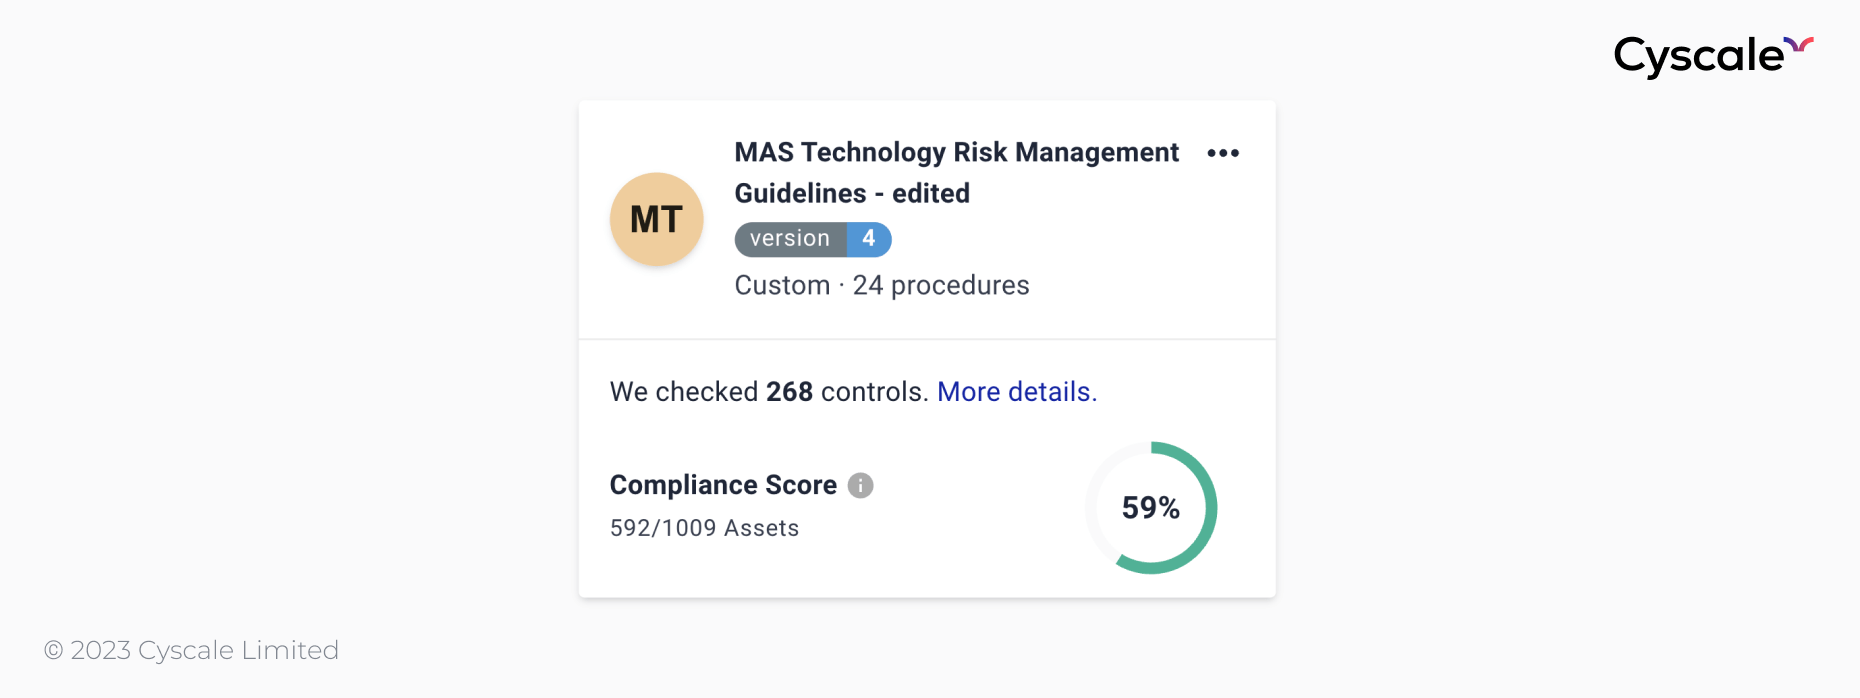 Cyscale
MAS Technology Risk Management
Guidelines - edited
MT
version 4
Custom · 24 procedures
We checked 268 controls. More details.
Compliance Score i
592/1009 Assets
59%
© 2023 Cyscale Limited